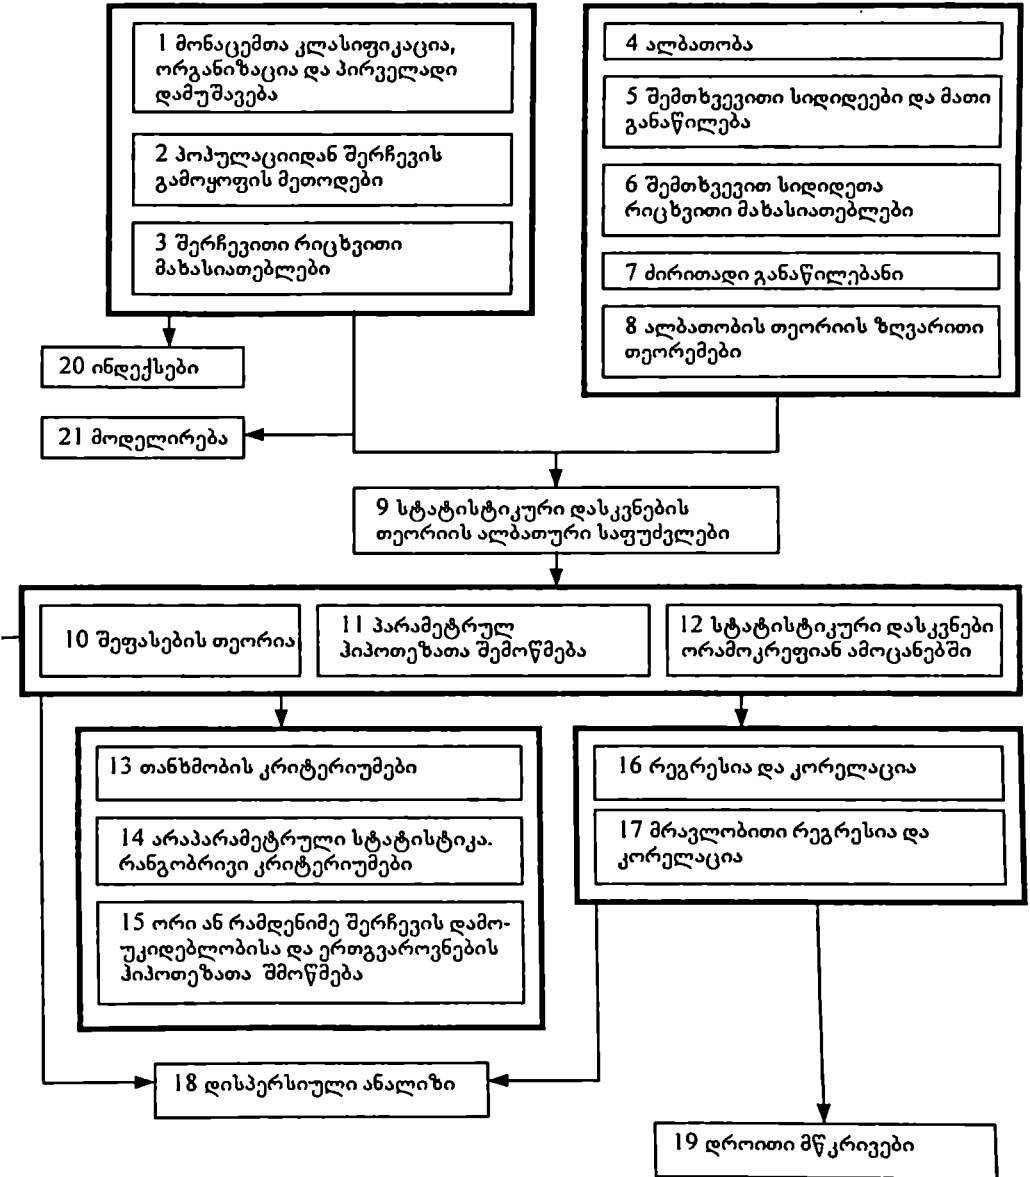 1 მონაცემთა კლასიფიკაცია,
ორგანიზაცია და პირველადი
დამუშავება
2 პოპულაციიდან შერჩევის
გამოყოფის მეთოდები
3 შერჩევითი რიცხვითი
მახასიათებლები
4 ალბათობა
5 შემთხვევითი სიდიდეები და მათი
განაწილება
6 შემთხვევით სიდიდეთა
რიცხვითი მახასიათებლები
7 ძირითადი განაწილებანი
8 ალბათობის თეორიის ზღვარითი
თეორემები
20 ინდექსები
21 მოდელირება
9 სტატისტიკური დასკვნების
თეორიის ალბათური საფუძვლები
10 შეფასების თეორია
11 პარამეტრულ
ჰიპოთეზათა შემოწმება
12 სტატისტიკური დასკვნები
ორამოკრეფიან ამოცანებში
13 თანხმობის კრიტერიუმები
14 არაპარამეტრული სტატისტიკა.
რანგობრივი კრიტერიუმები
15 ორი ან რამდენიმე შერჩევის დამო-
უკიდებლობისა და ერთგვაროვნების
ჰიპოთეზათა შმოწმება
16 რეგრესია და კორელაცია
17 მრავლობითი რეგრესია და
კორელაცია
18 დისპერსიული ანალიზი
19 დროითი მწკრივები